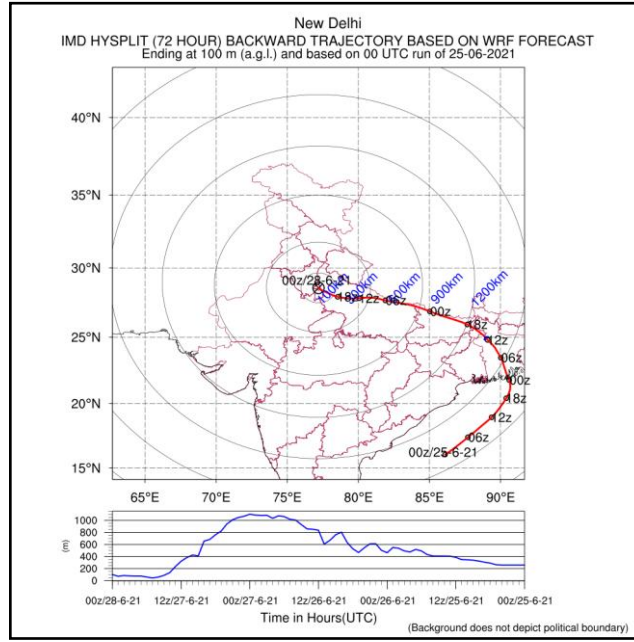 New Delhi
IMD HYSPLIT (72 HOUR) BACKWARD TRAJECTORY BASED ON WRF FORECAST
Ending at 100 m (a.g.l.) and based on 00 UTC run of 25-06-2021
40°N
35°N
30°N
25°N
20°N
15°N
00z/28-6-21
18z
12z
06z
00z
18z
12z
06z
00z
18z
12z
06z
00z/25-6-21
900km
1200km
65°E 70°E 75°E 80°E 85°E 90°E
1000
800
600
400
200
0
(m)
00z/28-6-21 12z/27-6-21 00z/27-6-21 12z/26-6-21 00z/26-6-21 12z/25-6-21 00z/25-6-21
Time in Hours(UTC)
(Background does not depict political boundary)